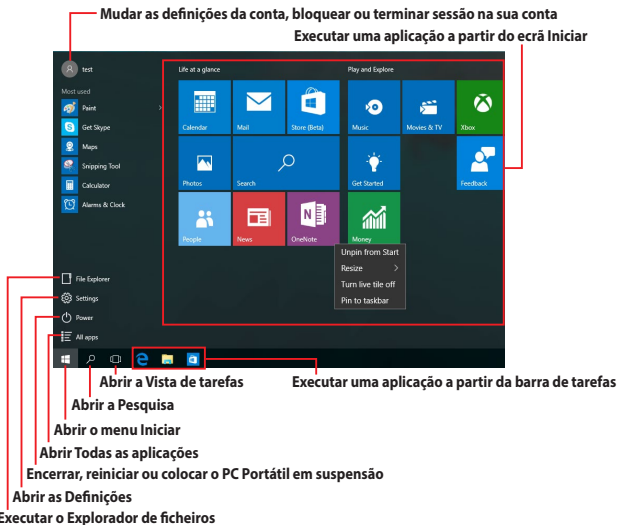 Mudar as definições da conta, bloquear ou terminar sessão na sua conta
Executar uma aplicação a partir do ecrã Iniciar
test
Most used
Paint
Get Skype
Maps
Snipping Tool
Calculator
Alarms & Clock
File Explorer
Settings
Power
All apps
Life at a glance
Calendar
Mail
Store (Beta)
Photos
Search
People
News
OneNote
Play and Explore
Music
Movies & TV
Xbox
Get Started
Feedback
Money
Unpin from Start
Resize
Turn live tile off
Pin to taskbar
Abrir a Vista de tarefas
Executar uma aplicação a partir da barra de tarefas
Abrir a Pesquisa
Abrir o menu Iniciar
Abrir Todas as aplicações
Encerrar, reiniciar ou colocar o PC Portátil em suspensão
Abrir as Definições
Executar o Explorador de ficheiros